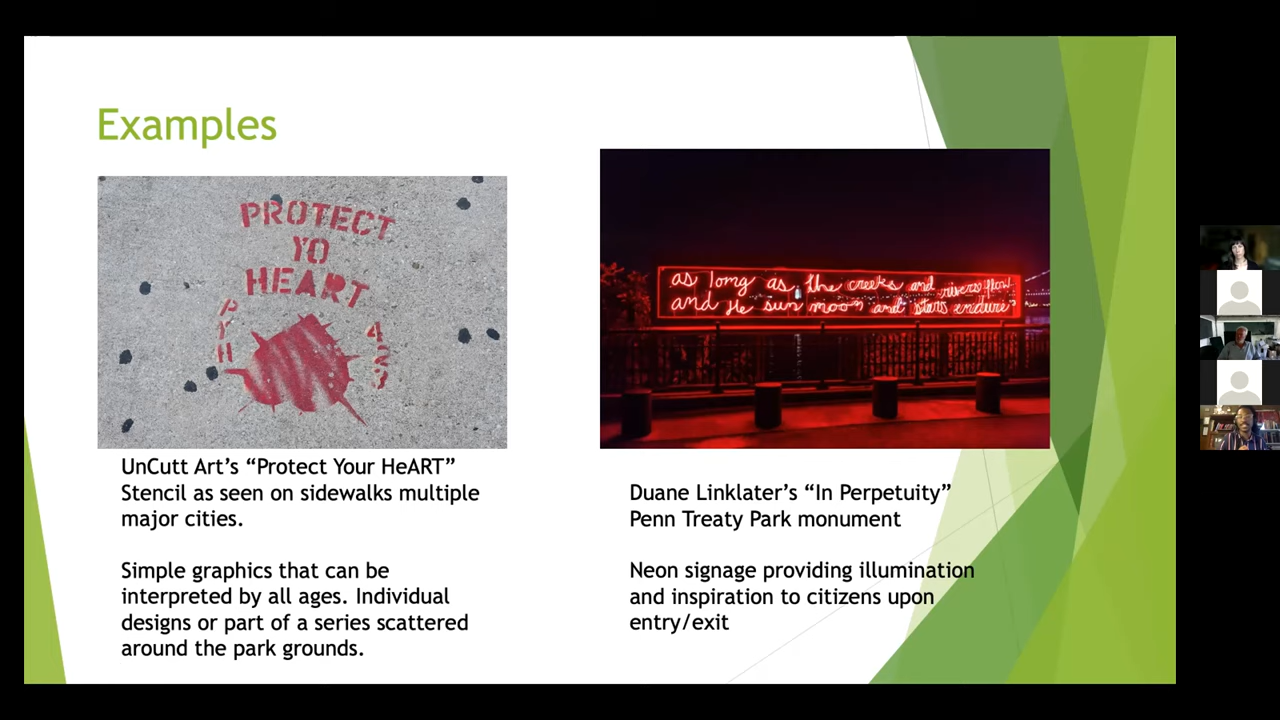 Examples
PROTECT
YO
HEART
UnCutt Art’s “Protect Your HeART”
Stencil as seen on sidewalks multiple
major cities.
Simple graphics that can be
interpreted by all ages. Individual
designs or part of a series scattered
around the park grounds.
as long as the creeks and rivers flow
and the sun moon and stars endure
Duane Linklater’s “In Perpetuity”
Penn Treaty Park monument
Neon signage providing illumination
and inspiration to citizens upon
entry/exit